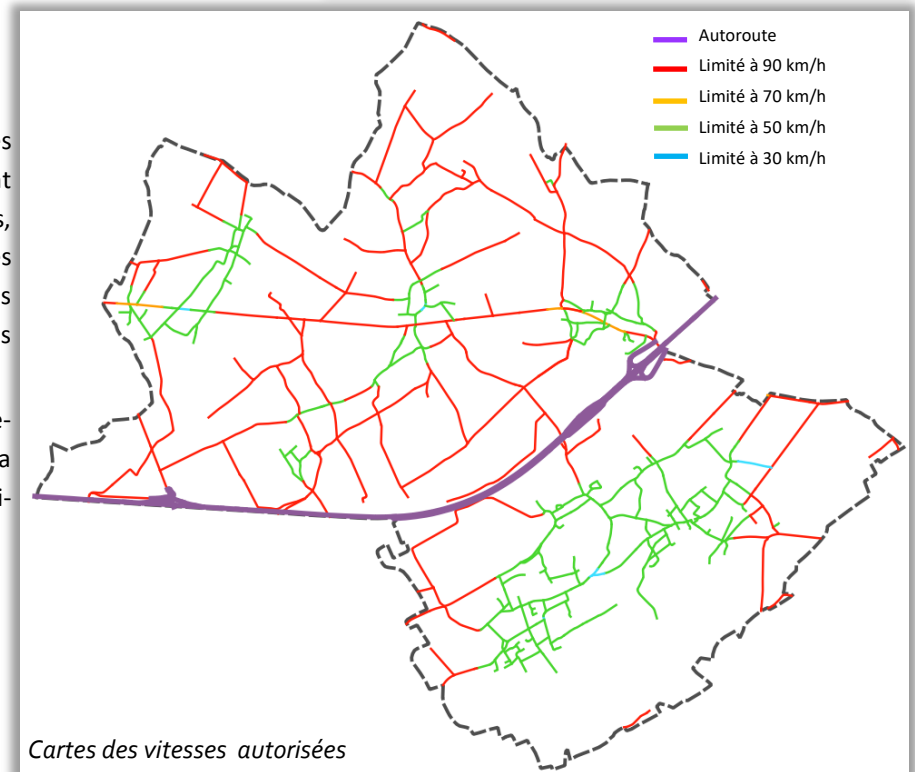 Autoroute
Limité à 90 km/h
Limité à 70 km/h
Limité à 50 km/h
Limité à 30 km/h
Cartes des vitesses autorisées